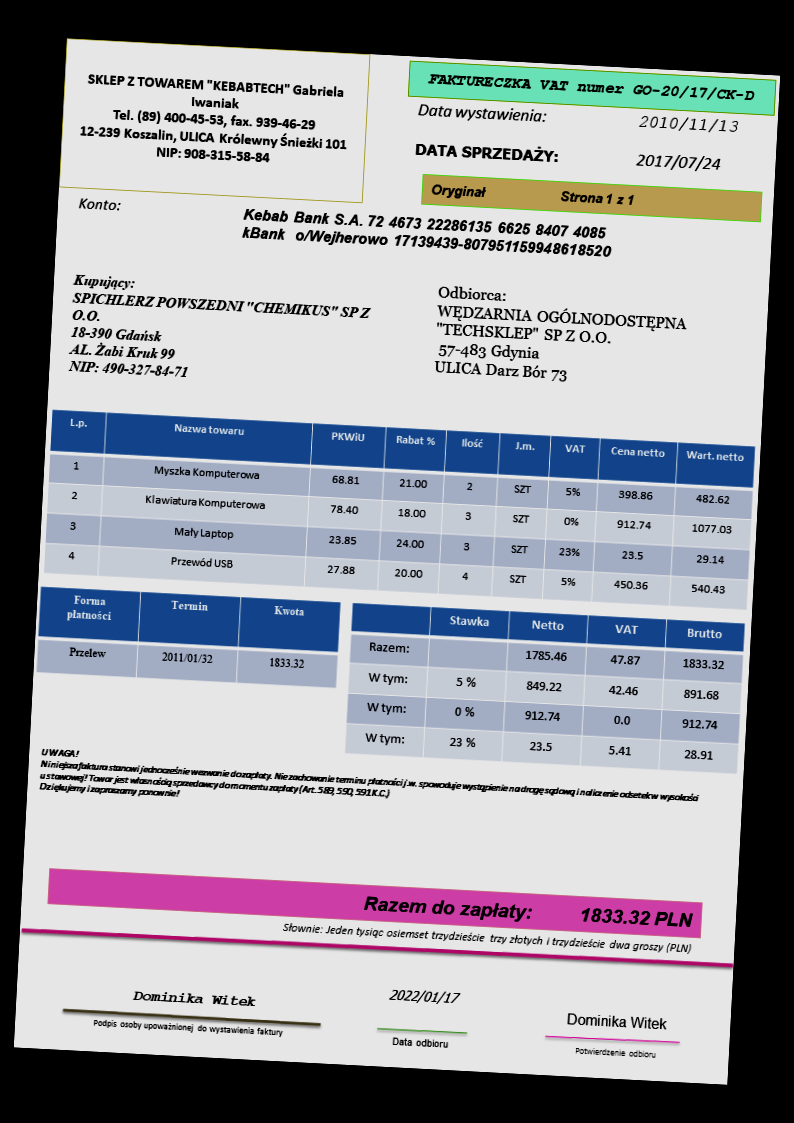 SKLEP Z TOWAREM "KEBABTECH" Gabriela
Iwaniak
Tel. (89) 400-45-53, fax. 939-46-29
12-239 Koszalin, ULICA Królewny Śnieżki 101
NIP: 908-315-58-84
FAKTURECZKA VAT numer GO-20/17/CK-D
Data wystawienia: 2010/11/13
DATA SPRZEDAŻY: 2017/07/24
Oryginał Strona 1 z 1
Konto:
Kebab Bank S.A. 72 4673 22286135 6625 8407 4085
kBank o/Wejherowo 17139439-807951159948618520
Kupujący:
SPICHLERZ POWSZEDNI "CHEMIKUS" SP Z
O.O.
18-390 Gdańsk
AL. Żabi Kruk 99
NIP: 490-327-84-71
Odbiorca:
WĘDZARNIA OGÓLNODOSTĘPNA
"TECHSKLEP" SP Z O.O.
57-483 Gdynia
ULICA Darz Bór 73
L.p. Nazwa towaru PKWiU Rabat % Ilość J.m. VAT Cena netto Wart. netto
1 Myszka Komputerowa 68.81 21.00 2 SZT 5% 398.86 482.62
2 Klawiatura Komputerowa 78.40 18.00 3 SZT 0% 912.74 1077.03
3 Mały Laptop 23.85 24.00 3 SZT 23% 23.5 29.14
4 Przewód USB 27.88 20.00 4 SZT 5% 450.36 540.43
Forma płatności Termin Kwota
Przelew 2011/01/32 1833.32
Stawka Netto VAT Brutto
Razem: 1785.46 47.87 1833.32
W tym: 5 % 849.22 42.46 891.68
W tym: 0 % 912.74 0.0 912.74
W tym: 23 % 23.5 5.41 28.91
UWAGA!
Niniejsza faktura stanowi jednocześnie wezwanie do zapłaty. Niezachowanie terminu płatności j.w. spowoduje wystąpienie na drogę sądową i naliczenie odsetek w wysokości
ustawowej! Towar jest własnością sprzedawcy do momentu zapłaty (Art. 589, 590, 591 K.C.)
Dziękujemy i zapraszamy ponownie!
Razem do zapłaty: 1833.32 PLN
Słownie: Jeden tysiąc osiemset trzydzieście trzy złotych i trzydzieście dwa groszy (PLN)
Dominika Witek
Podpis osoby upoważnionej do wystawienia faktury
2022/01/17
Data odbioru
Dominika Witek
Potwierdzenie odbioru